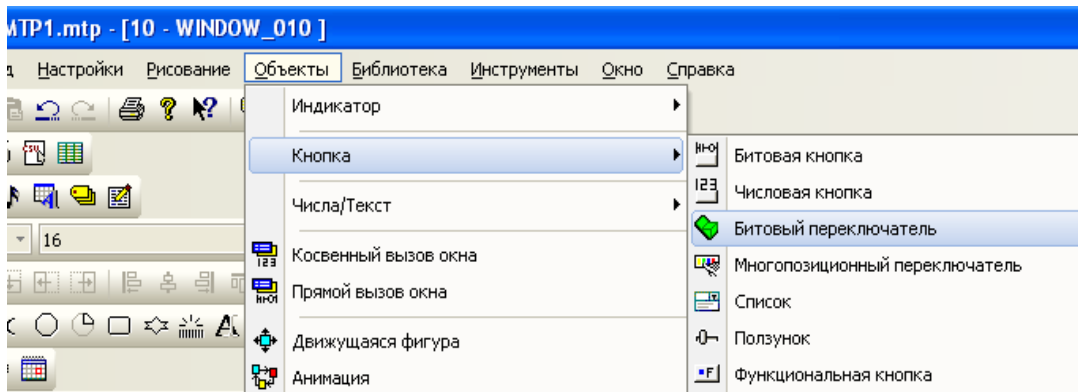 MTP1.mtp - [10 - WINDOW_010 ]
Настройки Рисование Объекты Библиотека Инструменты Окно Справка
Индикатор
Кнопка
Числа/Текст
16
Косвенный вызов окна
Прямой вызов окна
Движущаяся фигура
Анимация
Битовая кнопка
Числовая кнопка
Битовый переключатель
Многопозиционный переключатель
Список
Ползунок
Функциональная кнопка